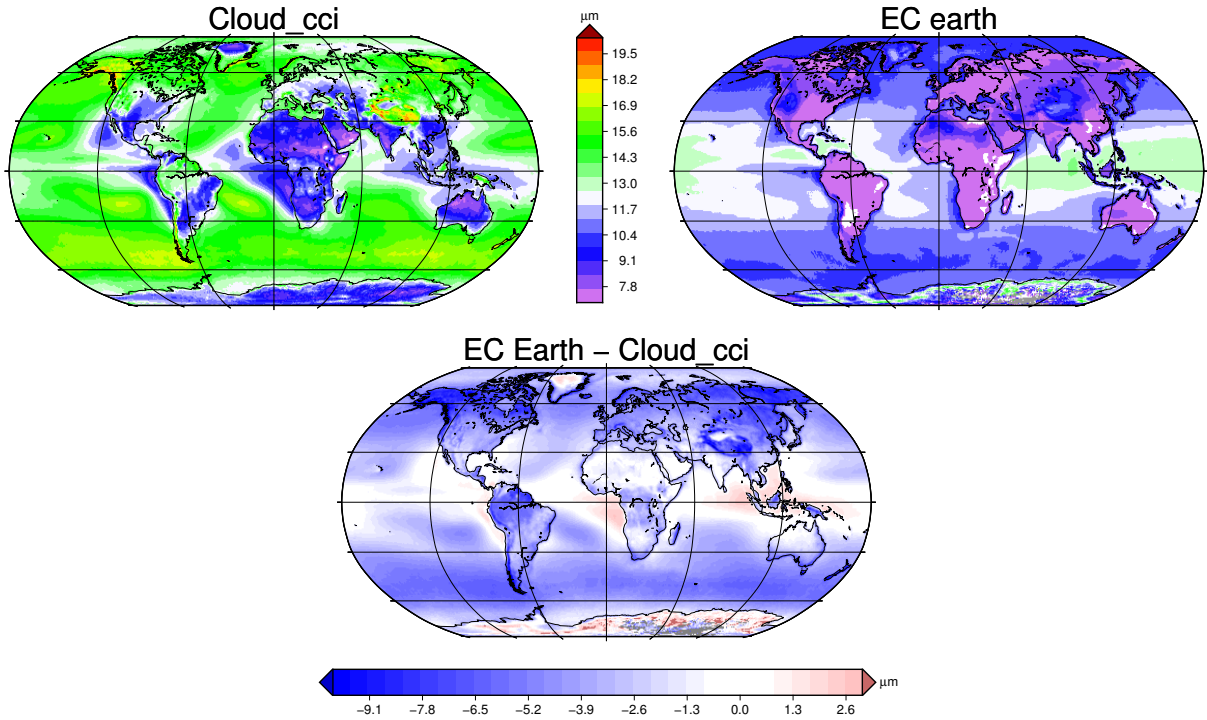 Cloud_cci
μm
EC earth
19.5
18.2
16.9
15.6
14.3
13.0
11.7
10.4
9.1
7.8
EC Earth − Cloud_cci
μm
−9.1 −7.8 −6.5 −5.2 −3.9 −2.6 −1.3 0.0 1.3 2.6